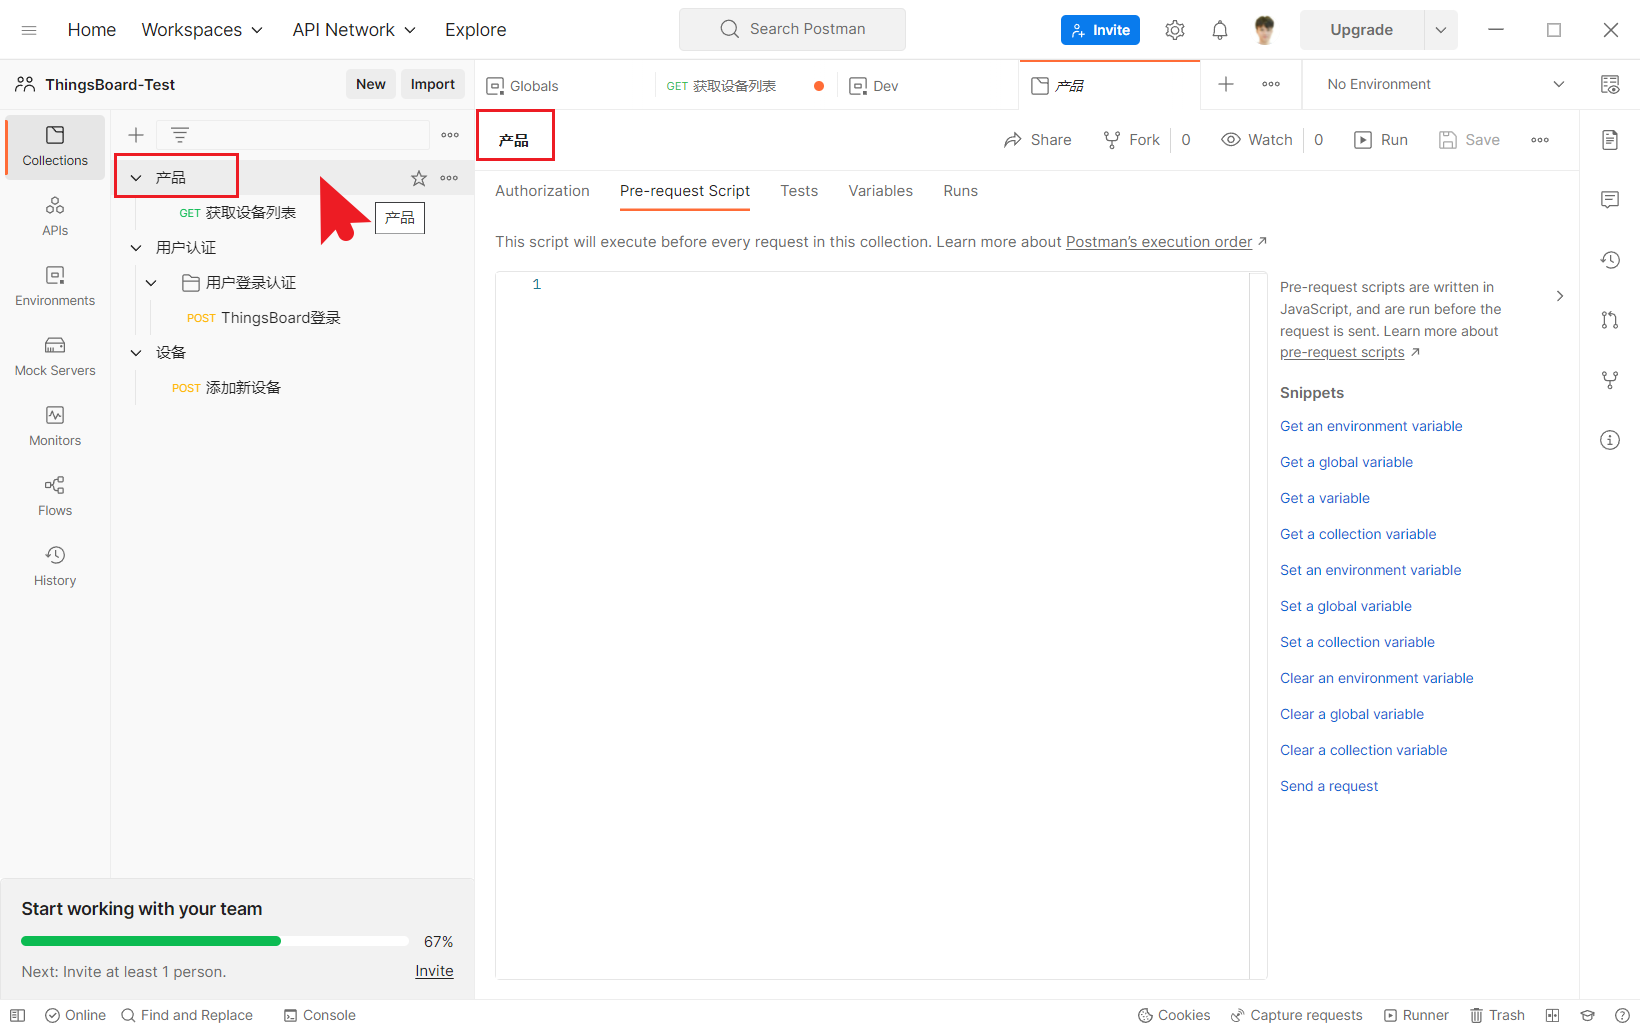 Home Workspaces API Network Explore Search Postman Invite Upgrade
ThingsBoard-Test New Import Globals GET 获取设备列表 Dev 产品 No Environment
产品 Share Fork 0 Watch 0 Run Save
Collections
产品
Authorization Pre-request Script Tests Variables Runs
GET 获取设备列表
产品
APIs
用户认证
This script will execute before every request in this collection. Learn more about Postman's execution order
用户登录认证
1
Environments
POST ThingsBoard登录
设备
Mock Servers
POST 添加新设备
Monitors
Flows
History
Pre-request scripts are written in
JavaScript, and are run before the
request is sent. Learn more about
pre-request scripts
Snippets
Get an environment variable
Get a global variable
Get a variable
Get a collection variable
Set an environment variable
Set a global variable
Set a collection variable
Clear an environment variable
Clear a global variable
Clear a collection variable
Send a request
Start working with your team
67%
Next: Invite at least 1 person. Invite
Online Find and Replace Console Cookies Capture requests Runner Trash